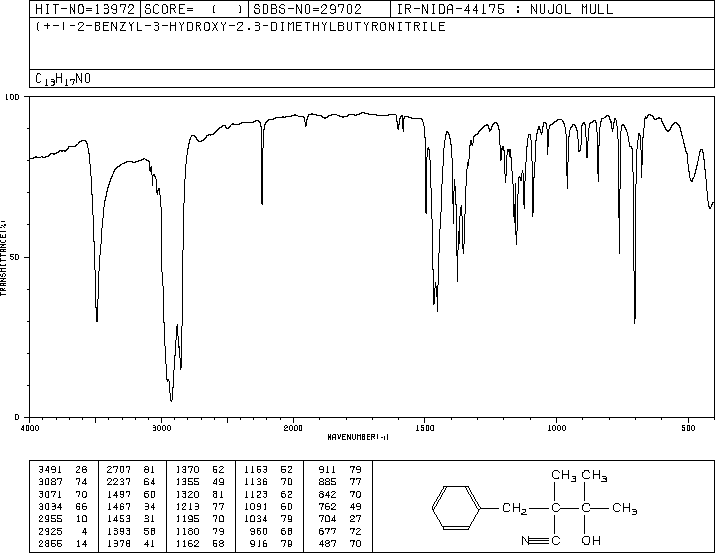 HIT-NO=13972 SCORE= ( ) SDBS-NO=29702 IR-NIDA-44175 : NUJOL MULL
(+-)-2-BENZYL-3-HYDROXY-2,3-DIMETHYLBUTYRONITRILE
C13H17NO
100
50
0
TRANSMITTANCE(%)
4000 3000 2000 1500 1000 500
WAVENUMBER(-1)
3491 28 2707 81 1370 52 1153 52 911 79
3087 74 2237 64 1355 49 1136 70 885 77
3071 70 1497 60 1320 81 1123 62 842 70
3034 66 1467 34 1213 77 1091 60 762 49
2955 10 1453 31 1195 70 1034 79 704 27
2925 4 1393 58 1180 79 960 68 677 72
2855 14 1378 41 1162 58 916 79 487 70
CH3 CH3
CH2 CH3
N C OH